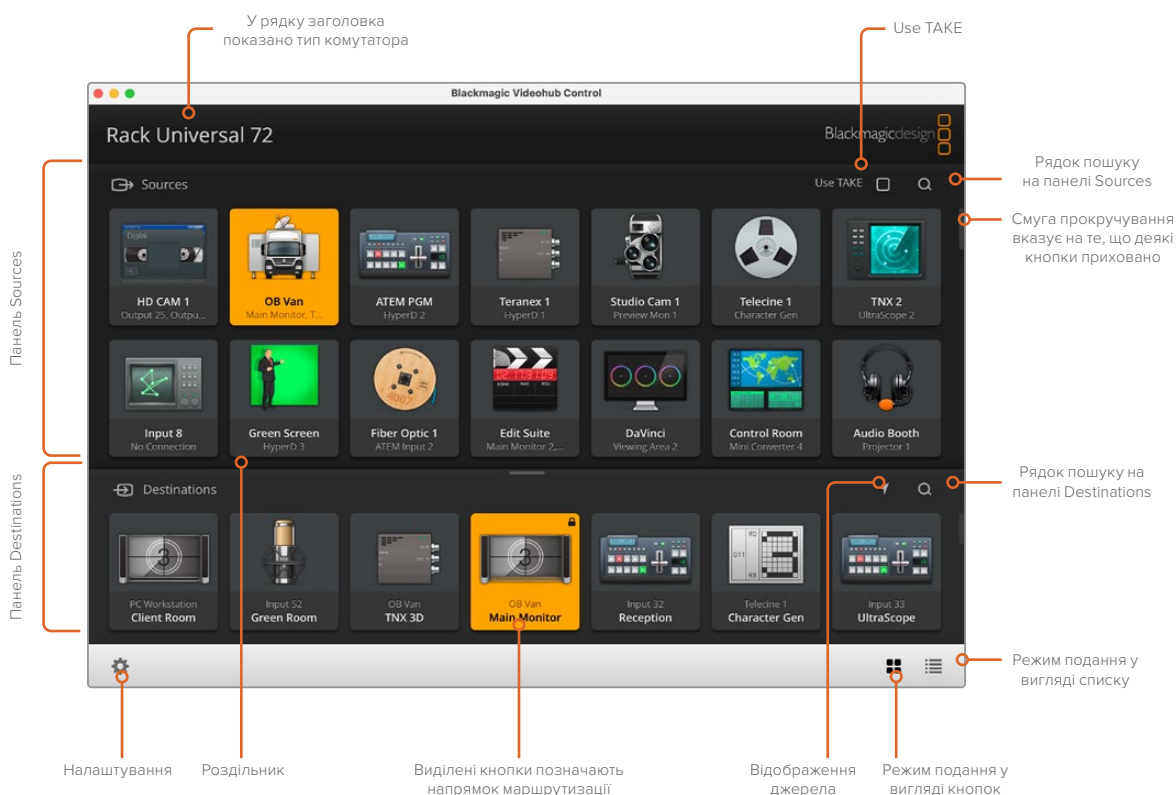 У рядку заголовка
показано тип комутатора
Use TAKE
Blackmagic Videohub Control
Rack Universal 72
Blackmagicdesign
Sources
Use TAKE
Рядок пошуку
на панелі Sources
Смуга прокручування
вказує на те, що деякі
кнопки приховано
Панель Sources
Digital
HD CAM 1
Output 25, Outpu...
OB Van
Main Monitor, T...
ATEM PGM
HyperD 2
Teranex 1
HyperD 1
Studio Cam 1
Preview Mon 1
Telecine 1
Character Gen
TNX 2
UltraScope 2
4007
Input 8
No Connection
Green Screen
HyperD 3
Fiber Optic 1
ATEM Input 2
Edit Suite
Main Monitor 2,...
DaVinci
Viewing Area 2
Control Room
Mini Converter 4
Audio Booth
Projector 1
Панель Destinations
Destinations
Рядок пошуку на
панелі Destinations
3
3
PC Workstation
Client Room
Input 52
Green Room
OB Van
TNX 3D
OB Van
Main Monitor
Input 32
Reception
Telecine 1
Character Gen
Input 33
UltraScope
Режим подання у
вигляді списку
Налаштування
Роздільник
Виділені кнопки позначають
напрямок маршрутизації
Відображення
джерела
Режим подання у
вигляді кнопок